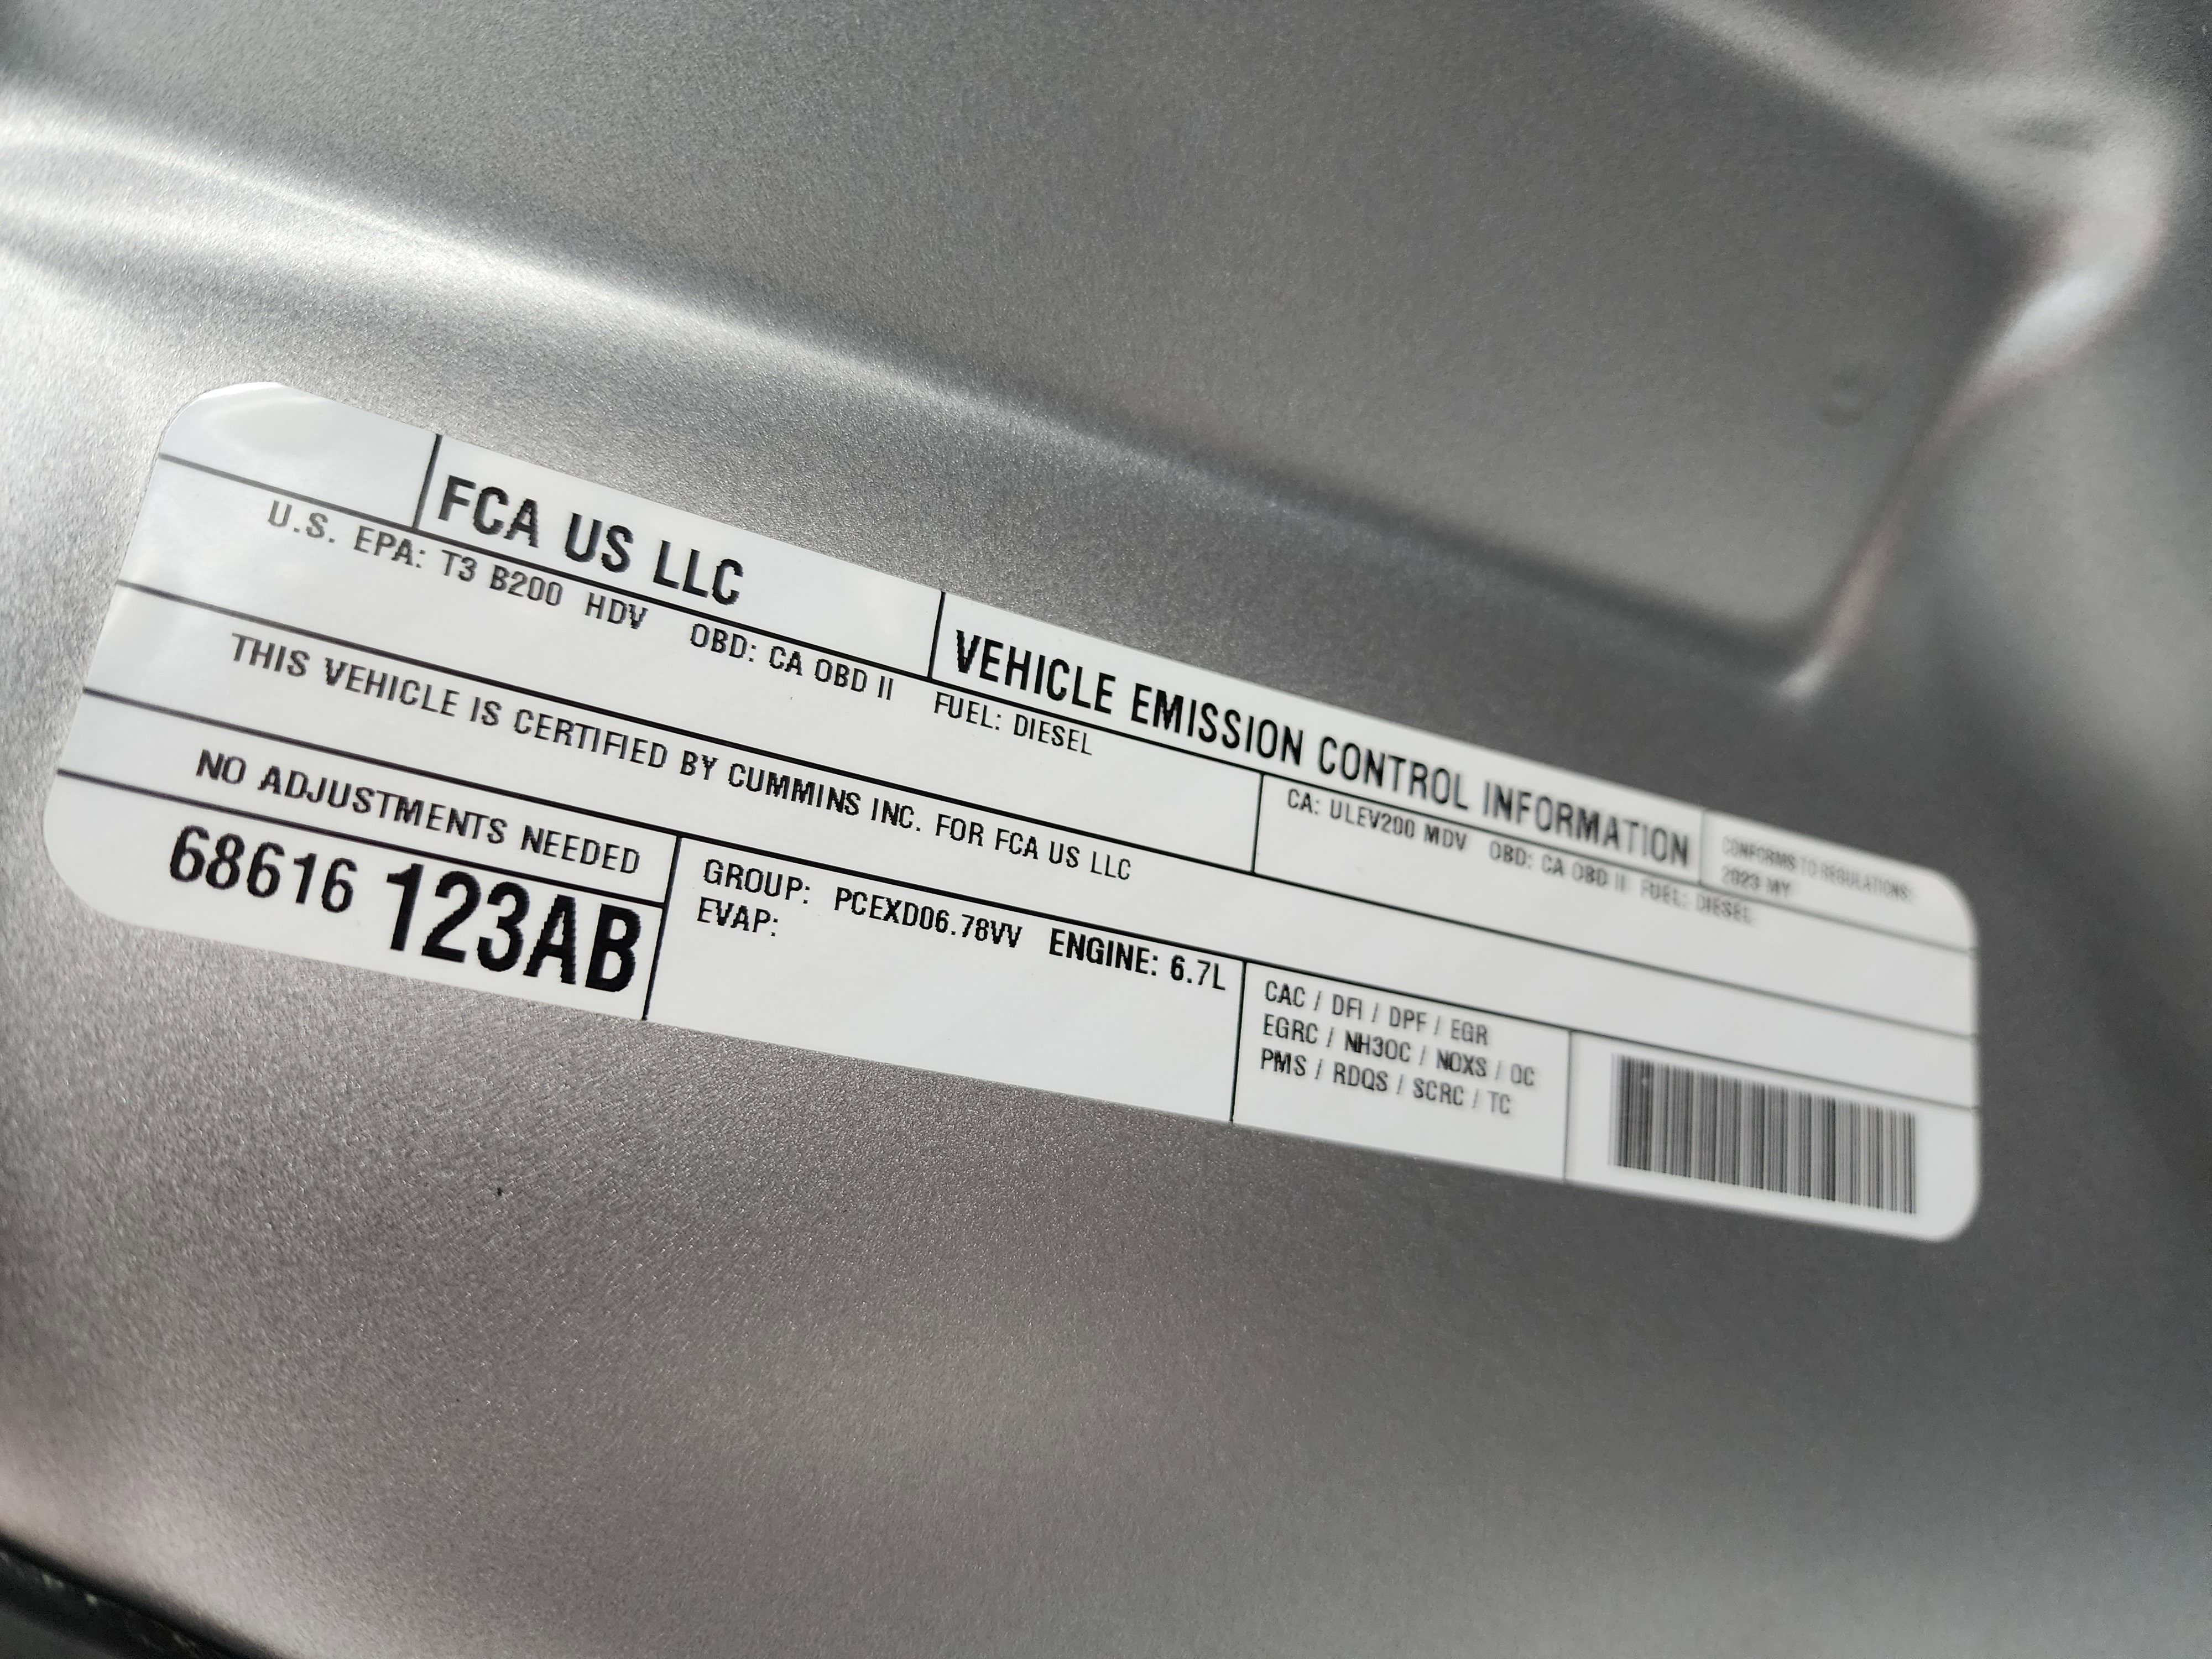 FCA US LLC
VEHICLE EMISSION CONTROL INFORMATION
CONFORMS TO REGULATIONS:
2023 MY
U.S. EPA: T3 B200 HDV OBD: CA OBD II FUEL: DIESEL
CA: ULEV200 MDV OBD: CA OBD II FUEL: DIESEL
THIS VEHICLE IS CERTIFIED BY CUMMINS INC. FOR FCA US LLC
NO ADJUSTMENTS NEEDED
68616 123AB
GROUP: PCEXD06.78VV ENGINE: 6.7L
EVAP:
CAC / DFI / DPF / EGR
EGRC / NH3OC / NOXS / OC
PMS / RDQS / SCRC / TC